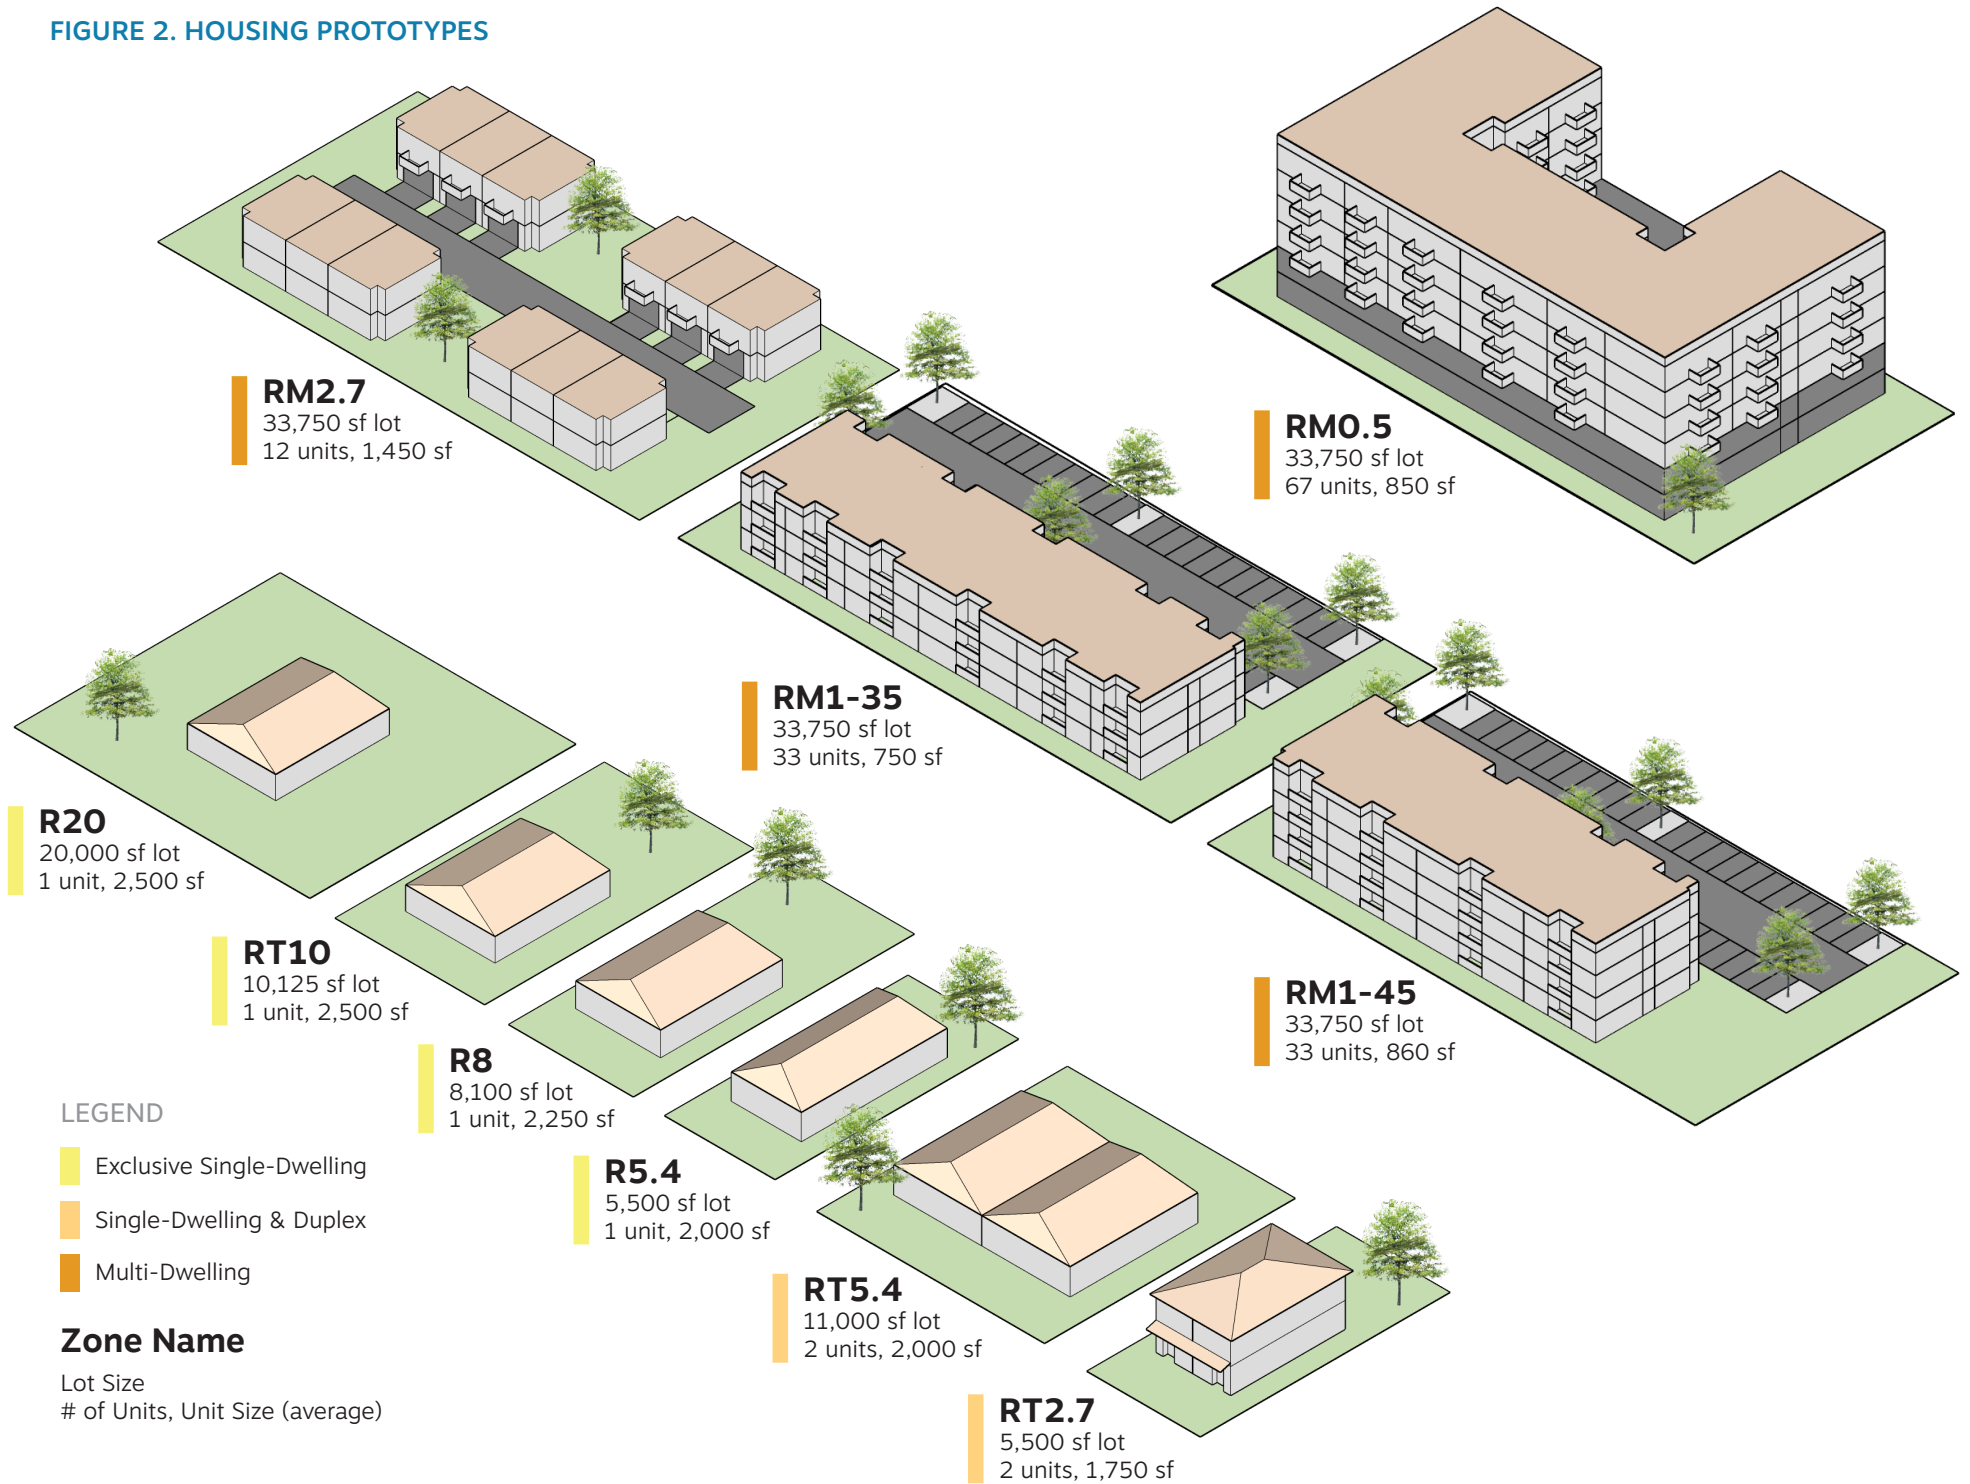 FIGURE 2. HOUSING PROTOTYPES
RM2.7
33,750 sf lot
12 units, 1,450 sf
RM0.5
33,750 sf lot
67 units, 850 sf
RM1-35
33,750 sf lot
33 units, 750 sf
R20
20,000 sf lot
1 unit, 2,500 sf
RT10
10,125 sf lot
1 unit, 2,500 sf
RM1-45
33,750 sf lot
33 units, 860 sf
R8
8,100 sf lot
1 unit, 2,250 sf
R5.4
5,500 sf lot
1 unit, 2,000 sf
RT5.4
11,000 sf lot
2 units, 2,000 sf
RT2.7
5,500 sf lot
2 units, 1,750 sf
LEGEND
Exclusive Single-Dwelling
Single-Dwelling & Duplex
Multi-Dwelling
Zone Name
Lot Size
# of Units, Unit Size (average)